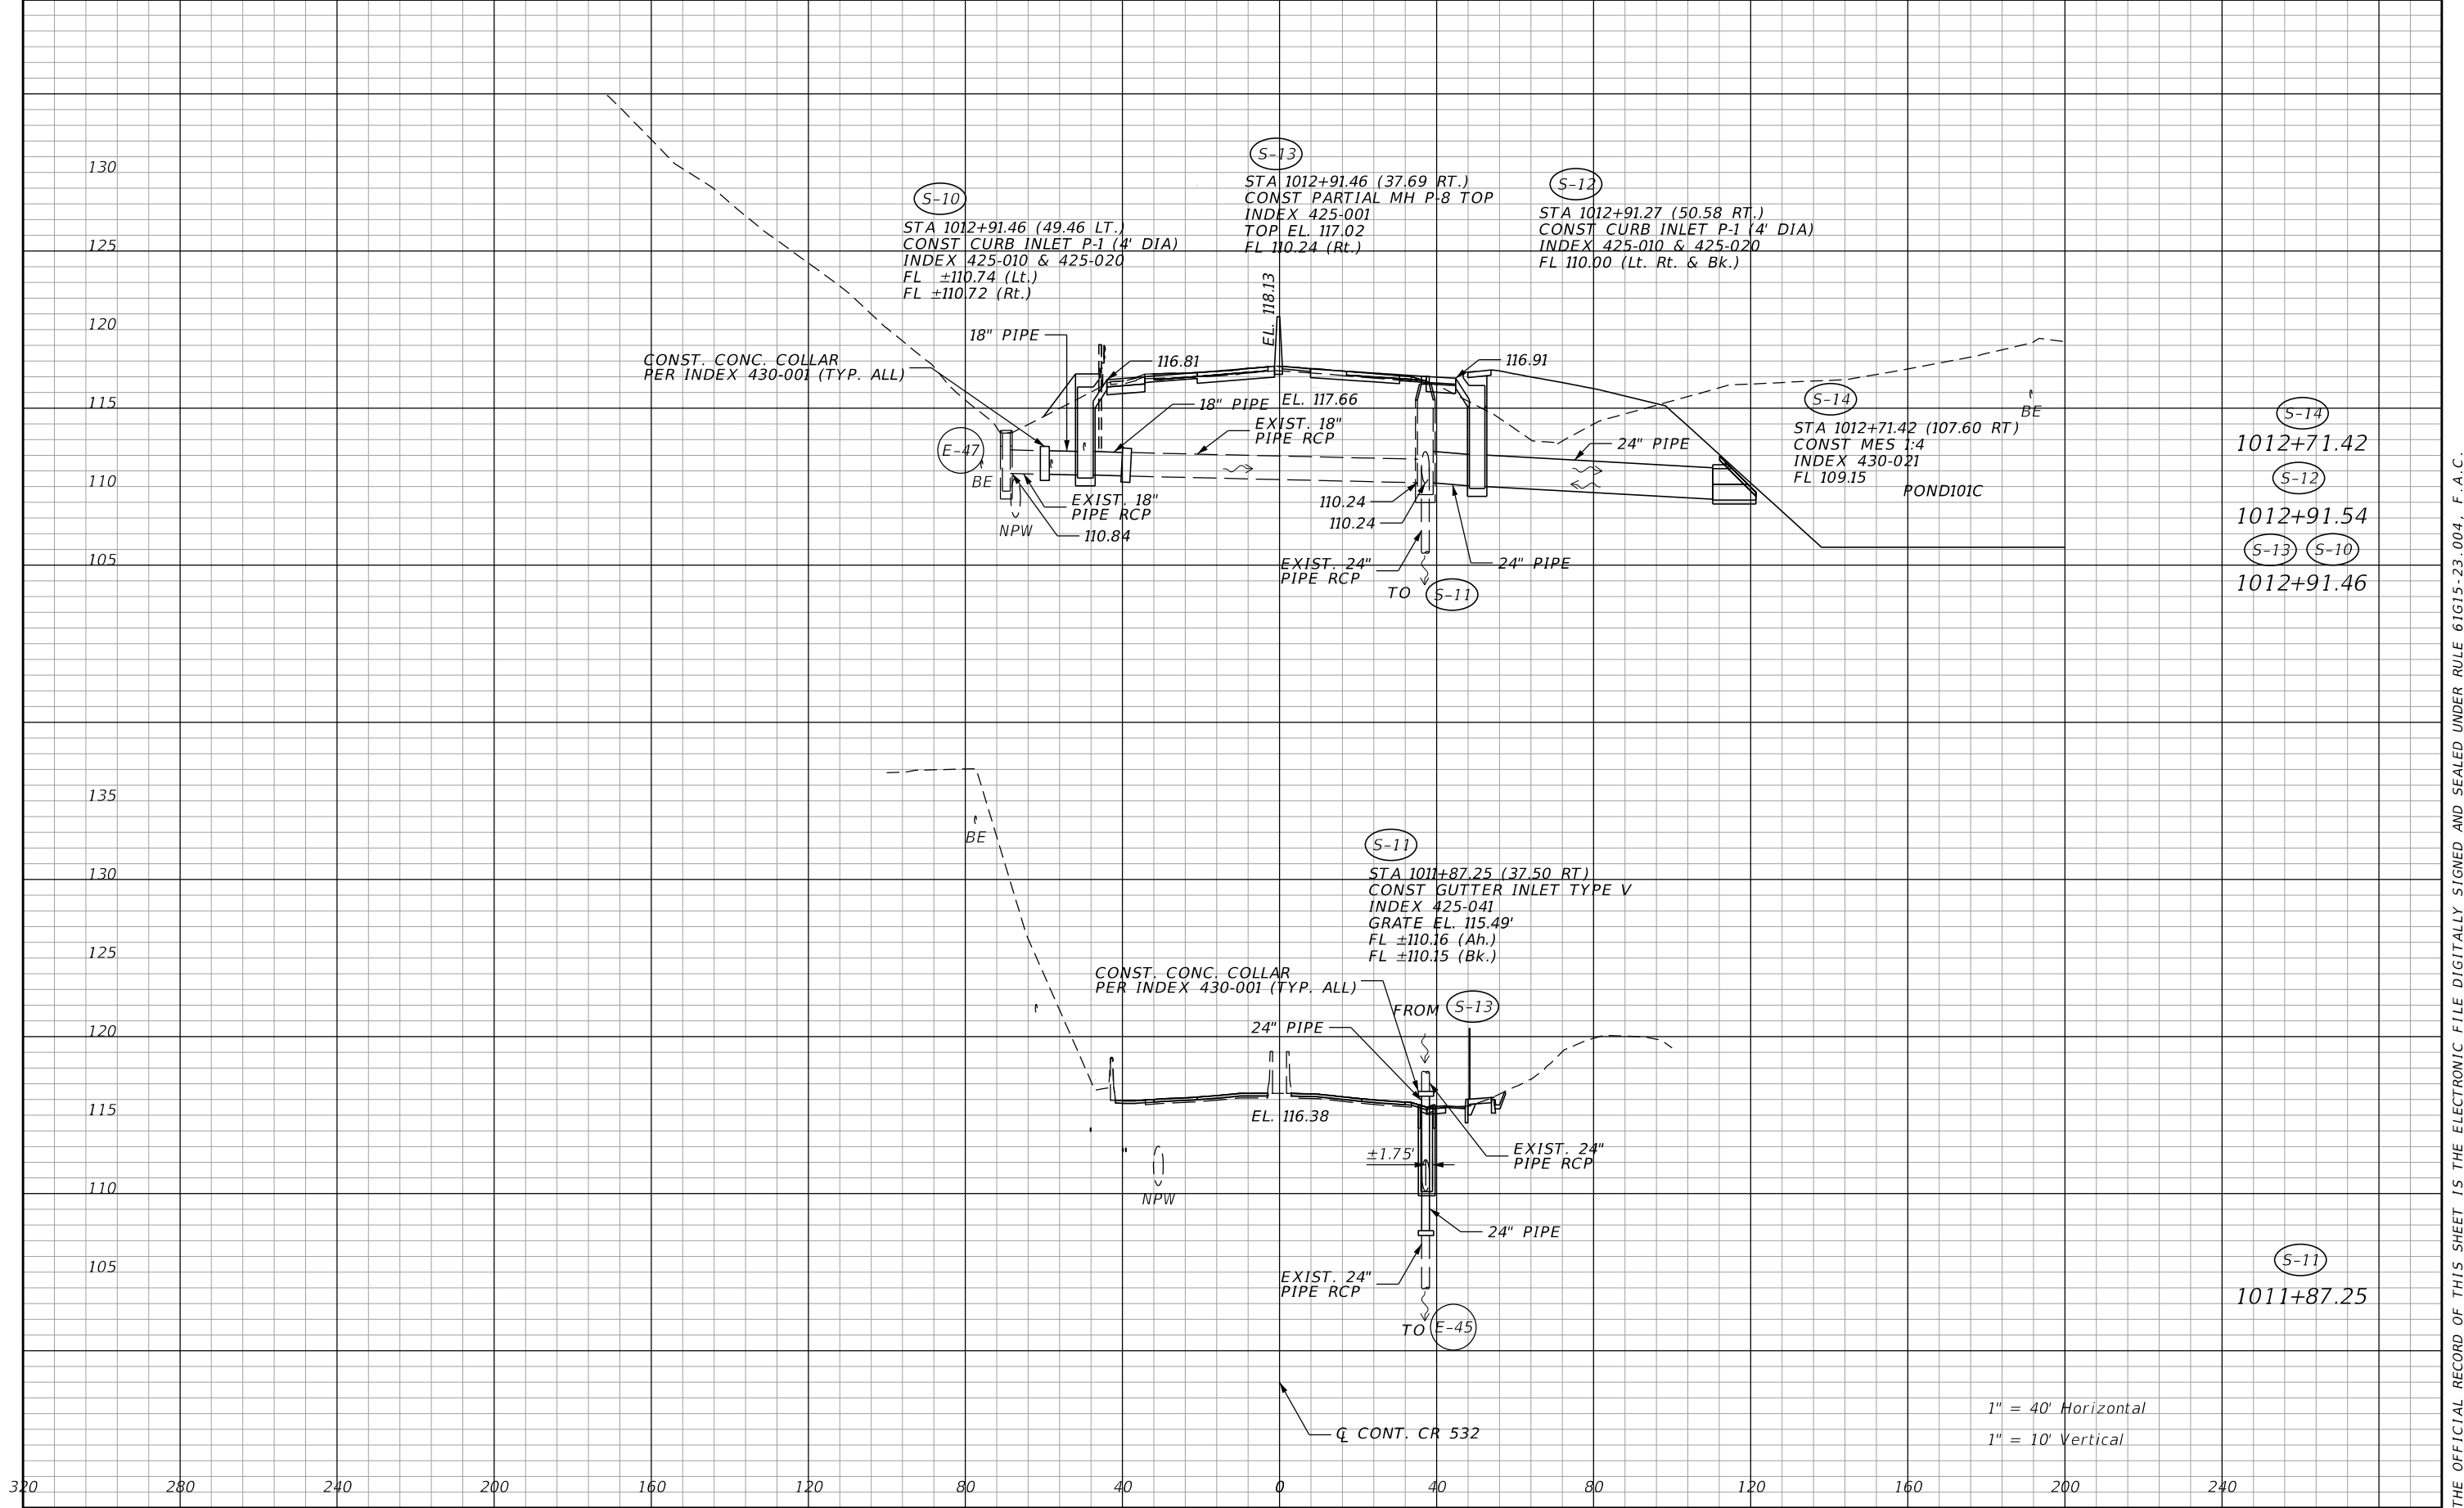 130
125
120
115
110
105
S-10
STA 1012+91.46 (49.46 LT.)
CONST CURB INLET P-1 (4' DIA)
INDEX 425-010 & 425-020
FL ±110.74 (Lt.)
FL ±110.72 (Rt.)
S-13
STA 1012+91.46 (37.69 RT.)
CONST PARTIAL MH P-8 TOP
INDEX 425-001
TOP EL. 117.02
FL 110.24 (Rt.)
S-12
STA 1012+91.27 (50.58 RT.)
CONST CURB INLET P-1 (4' DIA)
INDEX 425-010 & 425-020
FL 110.00 (Lt. Rt. & Bk.)
EL. 118.13
18" PIPE
CONST. CONC. COLLAR
PER INDEX 430-001 (TYP. ALL)
116.81
116.91
18" PIPE
EL. 117.66
EXIST. 18"
PIPE RCP
24" PIPE
E-47
BE
NPW
EXIST. 18"
PIPE RCP
110.84
110.24
110.24
EXIST. 24"
PIPE RCP
TO
S-11
24" PIPE
S-14
STA 1012+71.42 (107.60 RT)
CONST MES 1:4
INDEX 430-021
FL 109.15
POND101C
BE
S-14
1012+71.42
S-12
1012+91.54
S-13
S-10
1012+91.46
135
130
125
120
115
110
105
BE
S-11
STA 1011+87.25 (37.50 RT)
CONST GUTTER INLET TYPE V
INDEX 425-041
GRATE EL. 115.49'
FL ±110.16 (Ah.)
FL ±110.15 (Bk.)
CONST. CONC. COLLAR
PER INDEX 430-001 (TYP. ALL)
FROM
S-13
24" PIPE
EL. 116.38
±1.75'
EXIST. 24"
PIPE RCP
NPW
24" PIPE
EXIST. 24"
PIPE RCP
TO
E-45
S-11
1011+87.25
℄ CONT. CR 532
1" = 40' Horizontal
1" = 10' Vertical
320
280
240
200
160
120
80
40
0
40
80
120
160
200
240
THE OFFICIAL RECORD OF THIS SHEET IS THE ELECTRONIC FILE DIGITALLY SIGNED AND SEALED UNDER RULE 61G15-23.004, F.A.C.